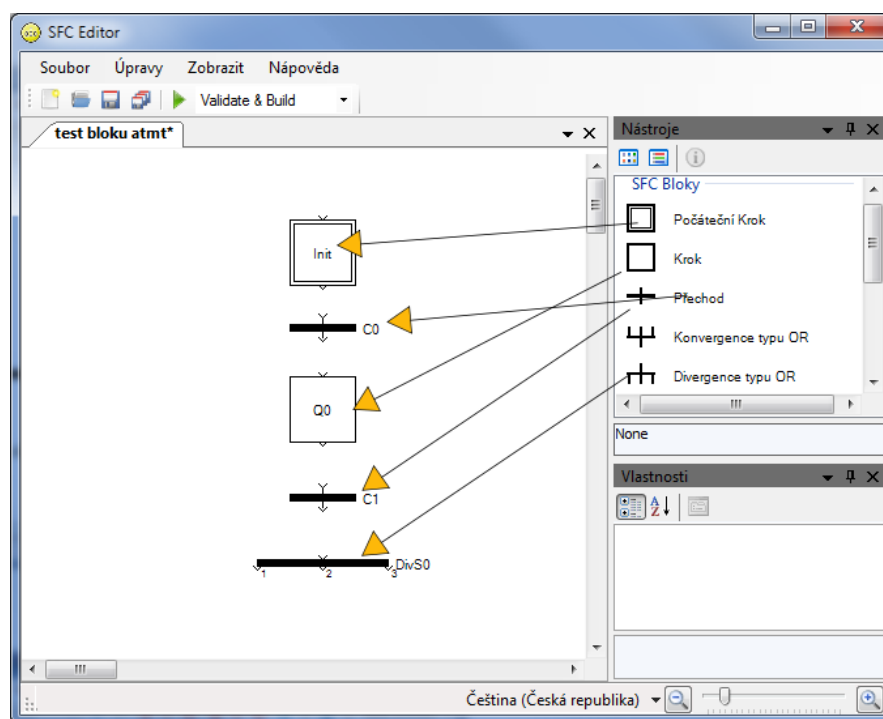 SFC Editor
Soubor Úpravy Zobrazit Nápověda
Validate & Build
test bloku atmt*
Init
C0
Q0
C1
1 2 3 DivS0
Nástroje
SFC Bloky
Počáteční Krok
Krok
Přechod
Konvergence typu OR
Divergence typu OR
None
Vlastnosti
Čeština (Česká republika)